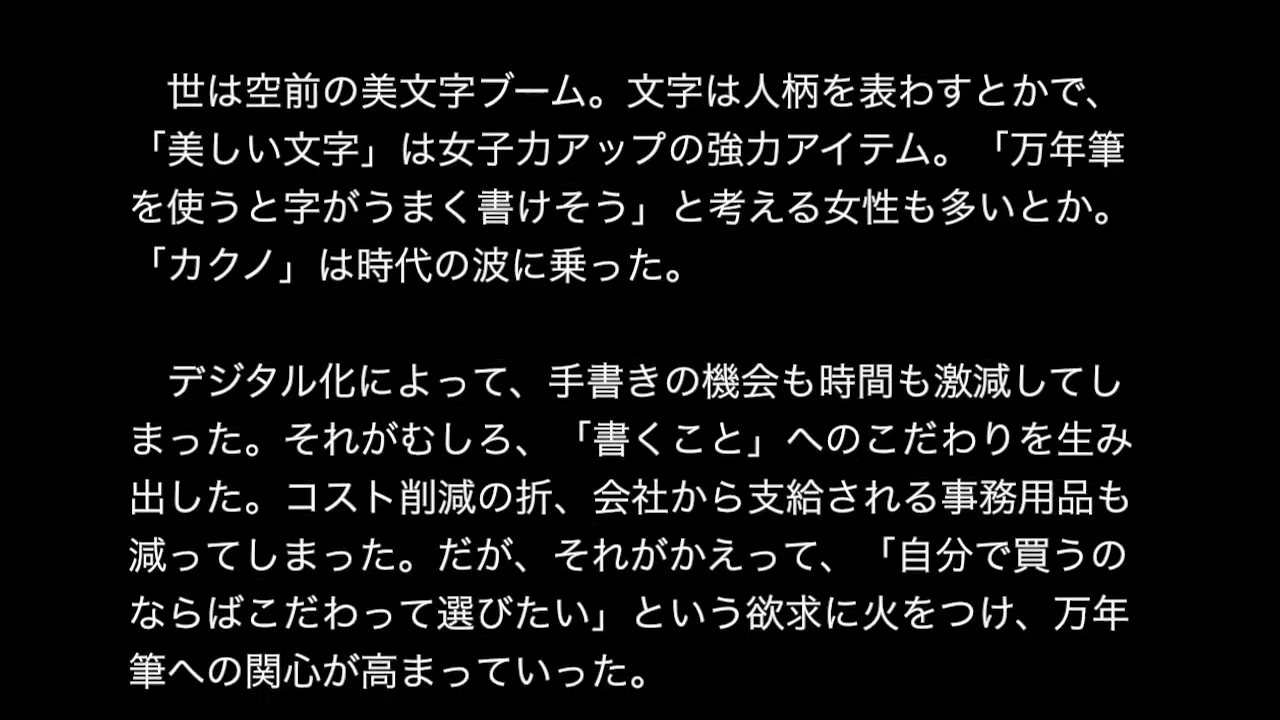 世は空前の美文字ブーム。文字は人柄を表わすとかで、
「美しい文字」は女子力アップの強力アイテム。「万年筆
を使うと字がうまく書けそう」と考える女性も多いとか。
「カクノ」は時代の波に乗った。
デジタル化によって、手書きの機会も時間も激減してし
まった。それがむしろ、「書くこと」へのこだわりを生み
出した。コスト削減の折、会社から支給される事務用品も
減ってしまった。だが、それがかえって、「自分で買うの
ならばこだわって選びたい」という欲求に火をつけ、万年
筆への関心が高まっていった。